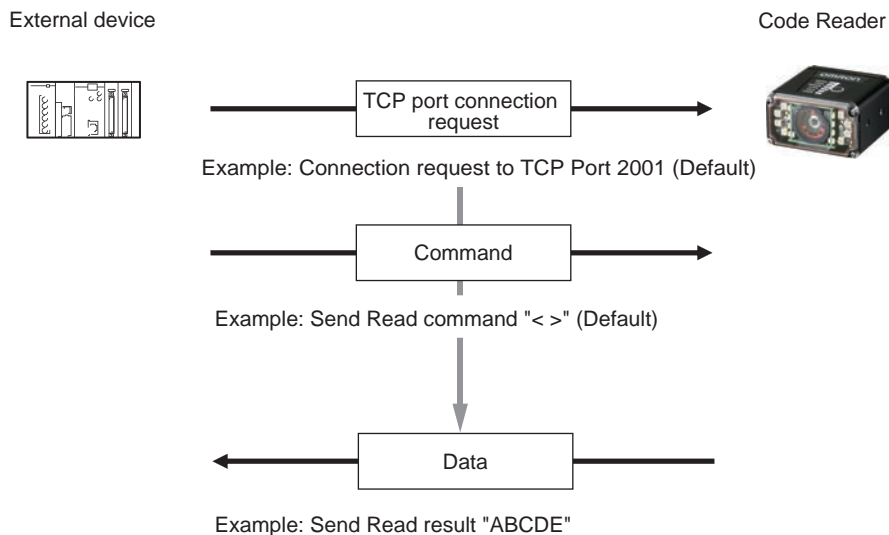 External device
Code Reader
TCP port connection
request
Example: Connection request to TCP Port 2001 (Default)
Command
Example: Send Read command "< >" (Default)
Data
Example: Send Read result "ABCDE"